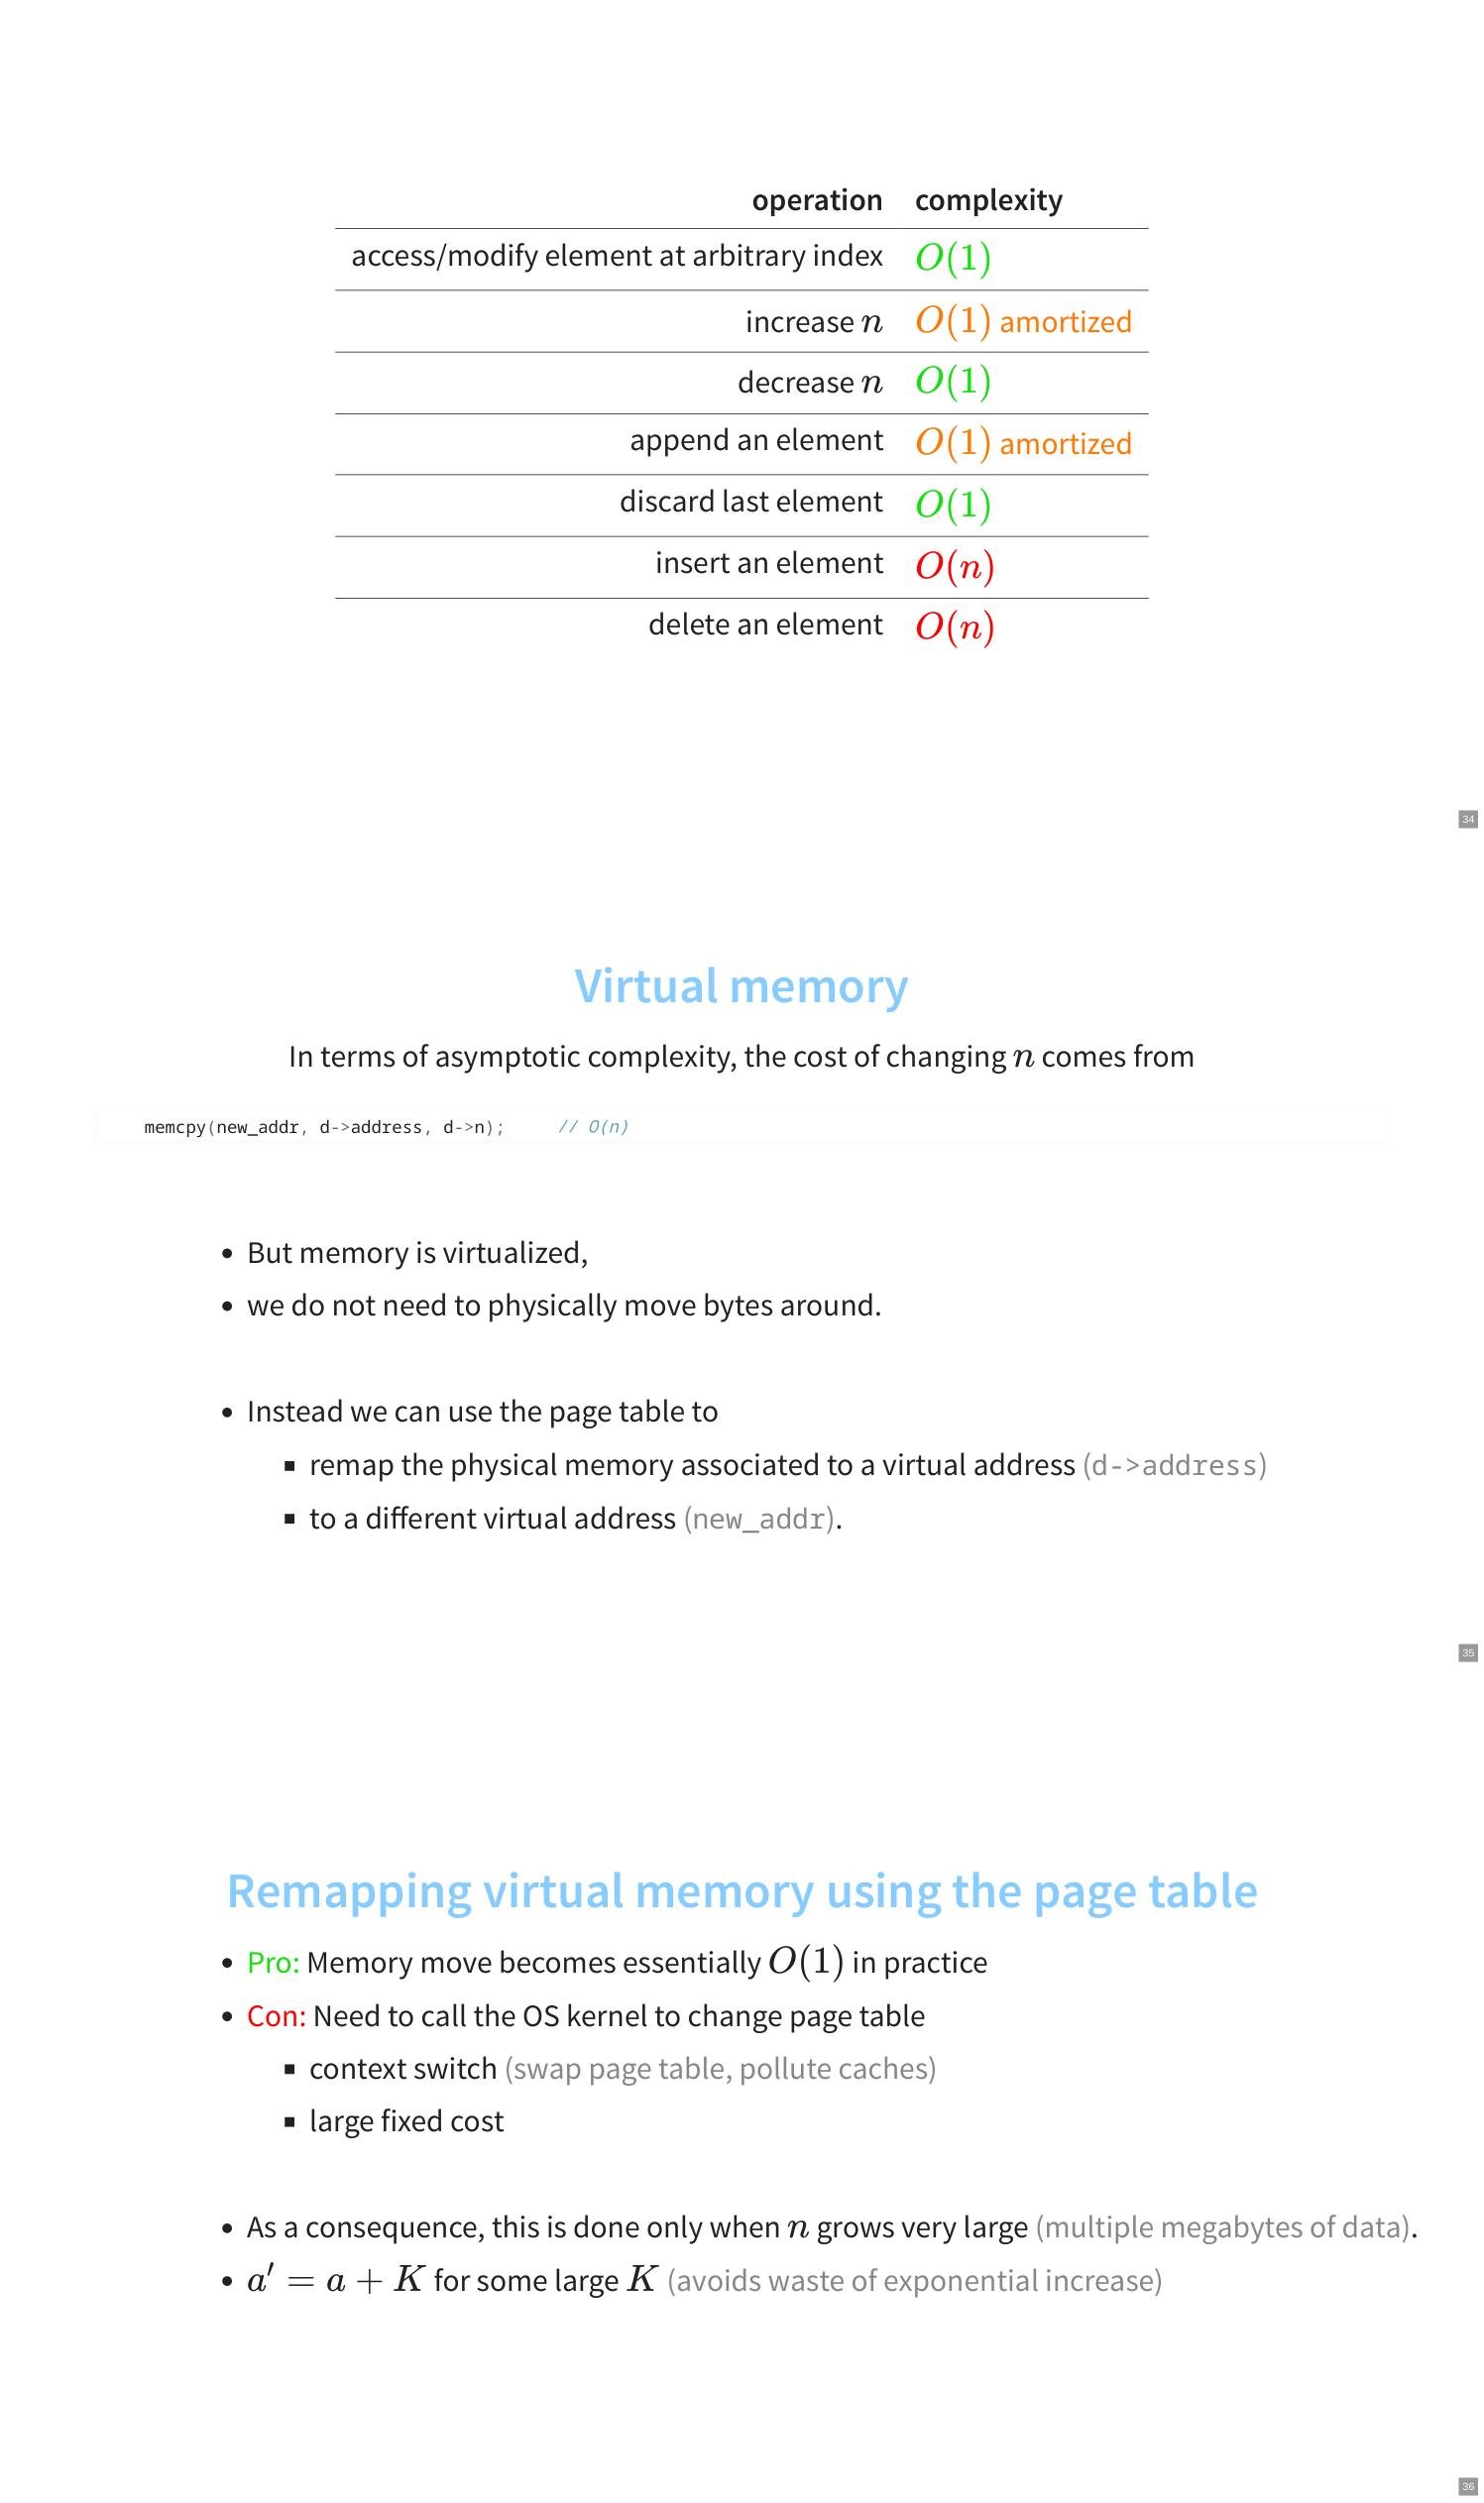 operation complexity
access/modify element at arbitrary index O(1)
increase n O(1) amortized
decrease n O(1)
append an element O(1) amortized
discard last element O(1)
insert an element O(n)
delete an element O(n)
34
Virtual memory
In terms of asymptotic complexity, the cost of changing n comes from
memcpy(new_addr, d->address, d->n);     // O(n)
• But memory is virtualized,
• we do not need to physically move bytes around.
• Instead we can use the page table to
▪ remap the physical memory associated to a virtual address (d->address)
▪ to a different virtual address (new_addr).
35
Remapping virtual memory using the page table
• Pro: Memory move becomes essentially O(1) in practice
• Con: Need to call the OS kernel to change page table
▪ context switch (swap page table, pollute caches)
▪ large fixed cost
• As a consequence, this is done only when n grows very large (multiple megabytes of data).
• a′ = a + K for some large K (avoids waste of exponential increase)
36